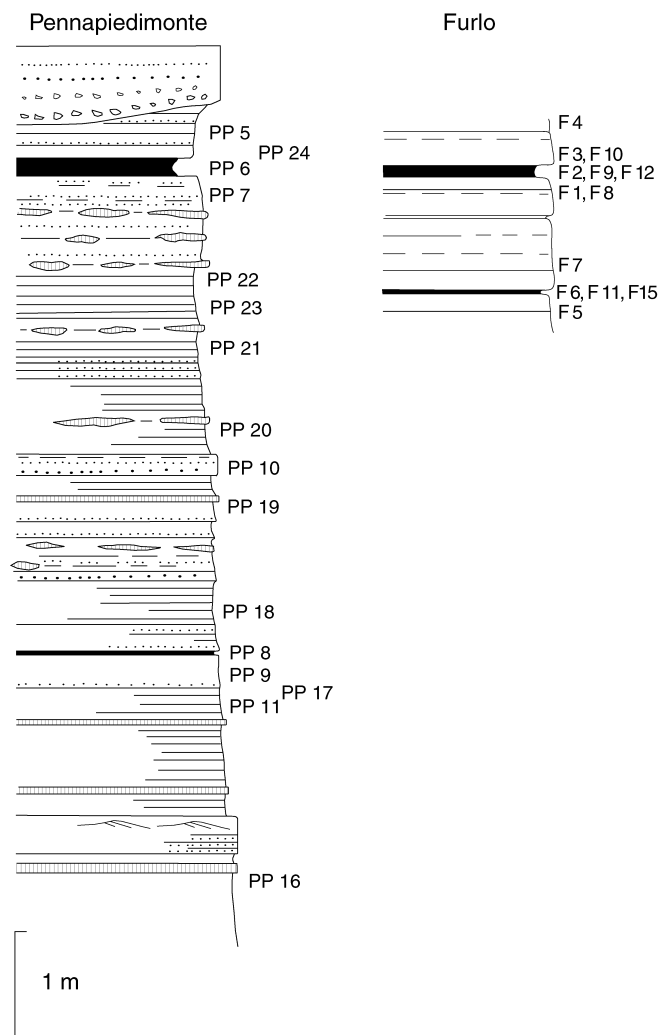 Pennapiedimonte
Furlo
PP 5
PP 24
PP 6
PP 7
PP 22
PP 23
PP 21
PP 20
PP 10
PP 19
PP 18
PP 8
PP 9
PP 17
PP 11
PP 16
1 m
F 4
F 3, F 10
F 2, F 9, F 12
F 1, F 8
F 7
F 6, F 11, F 15
F 5